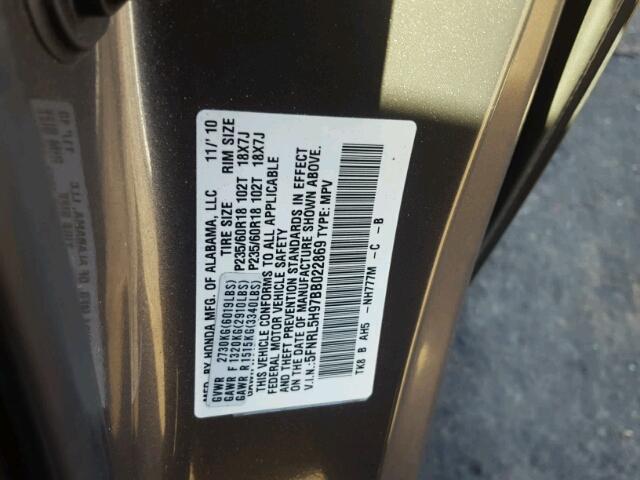 MFD. BY HONDA MFG. OF ALABAMA, LLC 11/'10
GVWR 2730KG(6019LBS) TIRE SIZE RIM SIZE
GAWR F 1320KG(2910LBS) P235/60R18 102T 18X7J
GAWR R 1515KG(3340LBS) P235/60R18 102T 18X7J
THIS VEHICLE CONFORMS TO ALL APPLICABLE
FEDERAL MOTOR VEHICLE SAFETY
AND THEFT PREVENTION STANDARDS IN EFFECT
ON THE DATE OF MANUFACTURE SHOWN ABOVE.
V.I.N.:5FNRL5H97BB022869 TYPE: MPV
TK8 B AH5 -NH777M -C -B